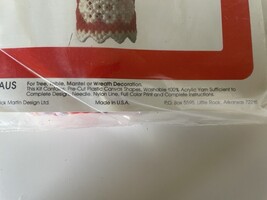 AUS
For Tree, Table, Mantel or Wreath Decoration.
This Kit Contains: Pre-Cut Plastic Canvas Shapes, Washable 100% Acrylic Yarn Sufficient to
Complete Design, Needle, Nylon Line, Full Color Print and Complete Instructions.
ck Martin Design Ltd.
Made in U.S.A.
P.O. Box Little Rock, Arkansas